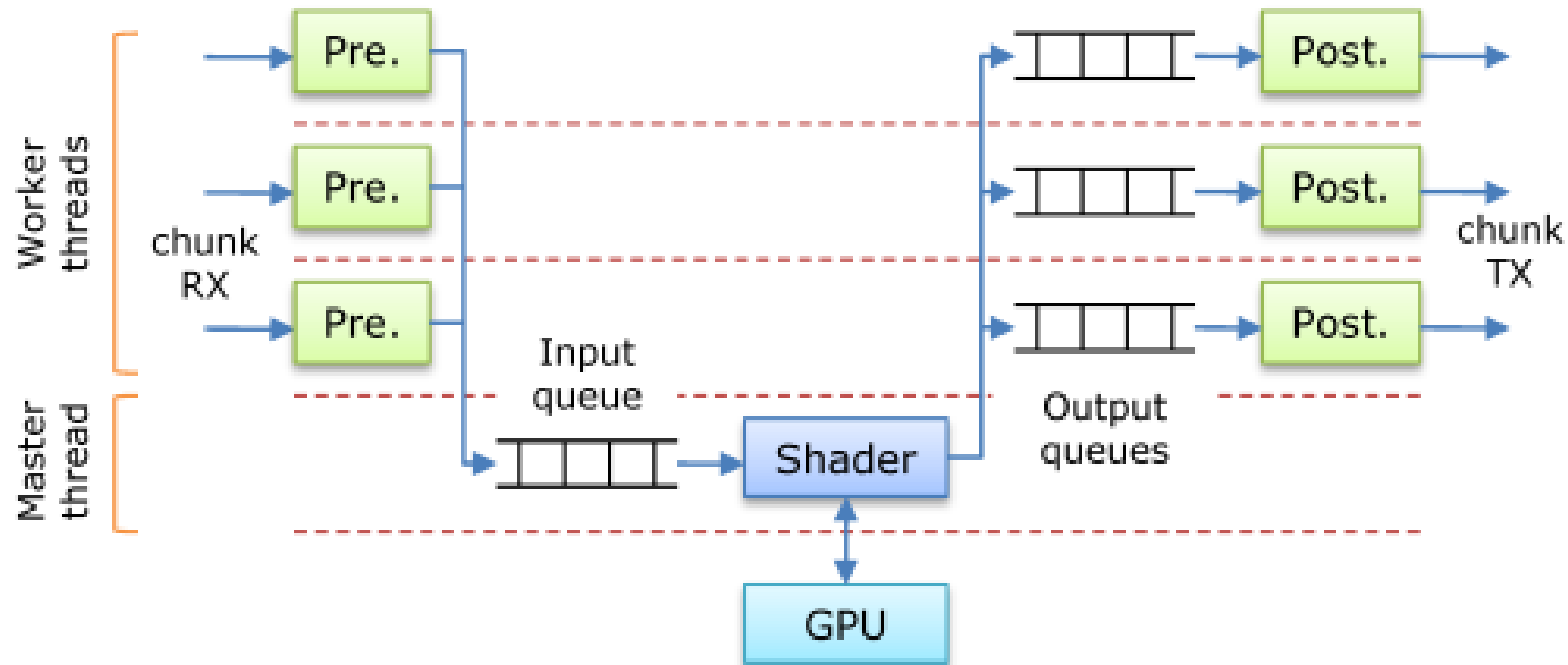 Worker
threads
Master
thread
chunk
RX
Pre.
Pre.
Pre.
Input
queue
Shader
GPU
Output
queues
Post.
Post.
Post.
chunk
TX